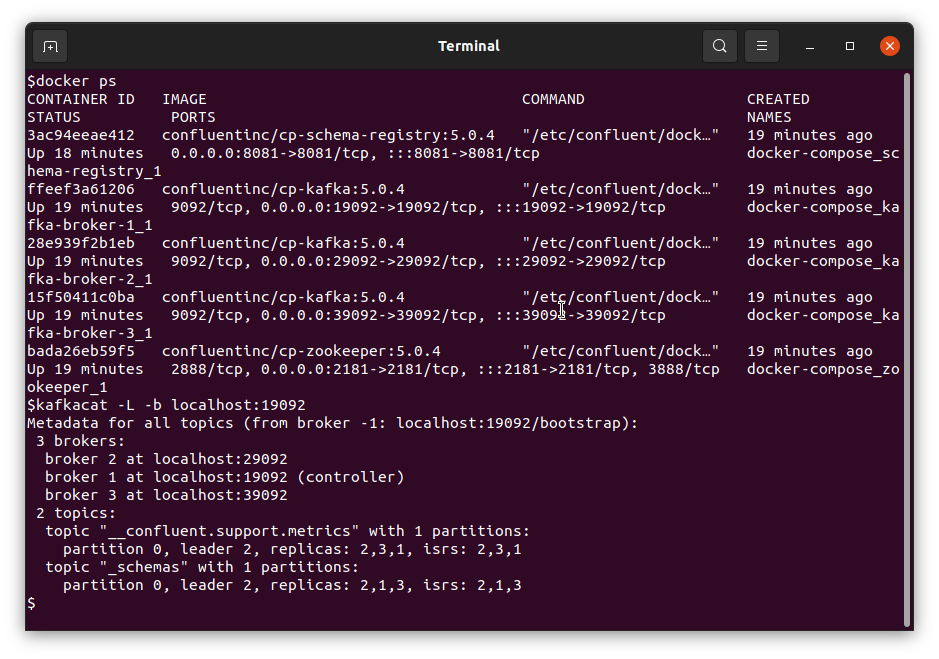 Terminal
$docker ps
CONTAINER ID   IMAGE                                   COMMAND                  CREATED
STATUS          PORTS                                                           NAMES
3ac94eeae412   confluentinc/cp-schema-registry:5.0.4   "/etc/confluent/dock…"   19 minutes ago
Up 18 minutes   0.0.0.0:8081->8081/tcp, :::8081->8081/tcp                       docker-compose_sc
hema-registry_1
ffeef3a61206   confluentinc/cp-kafka:5.0.4             "/etc/confluent/dock…"   19 minutes ago
Up 19 minutes   9092/tcp, 0.0.0.0:19092->19092/tcp, :::19092->19092/tcp         docker-compose_ka
fka-broker-1_1
28e939f2b1eb   confluentinc/cp-kafka:5.0.4             "/etc/confluent/dock…"   19 minutes ago
Up 19 minutes   9092/tcp, 0.0.0.0:29092->29092/tcp, :::29092->29092/tcp         docker-compose_ka
fka-broker-2_1
15f50411c0ba   confluentinc/cp-kafka:5.0.4             "/etc/confluent/dock…"   19 minutes ago
Up 19 minutes   9092/tcp, 0.0.0.0:39092->39092/tcp, :::39092->39092/tcp         docker-compose_ka
fka-broker-3_1
bada26eb59f5   confluentinc/cp-zookeeper:5.0.4         "/etc/confluent/dock…"   19 minutes ago
Up 19 minutes   2888/tcp, 0.0.0.0:2181->2181/tcp, :::2181->2181/tcp, 3888/tcp   docker-compose_zo
okeeper_1
$kafkacat -L -b localhost:19092
Metadata for all topics (from broker -1: localhost:19092/bootstrap):
 3 brokers:
  broker 2 at localhost:29092
  broker 1 at localhost:19092 (controller)
  broker 3 at localhost:39092
 2 topics:
  topic "__confluent.support.metrics" with 1 partitions:
    partition 0, leader 2, replicas: 2,3,1, isrs: 2,3,1
  topic "_schemas" with 1 partitions:
    partition 0, leader 2, replicas: 2,1,3, isrs: 2,1,3
$